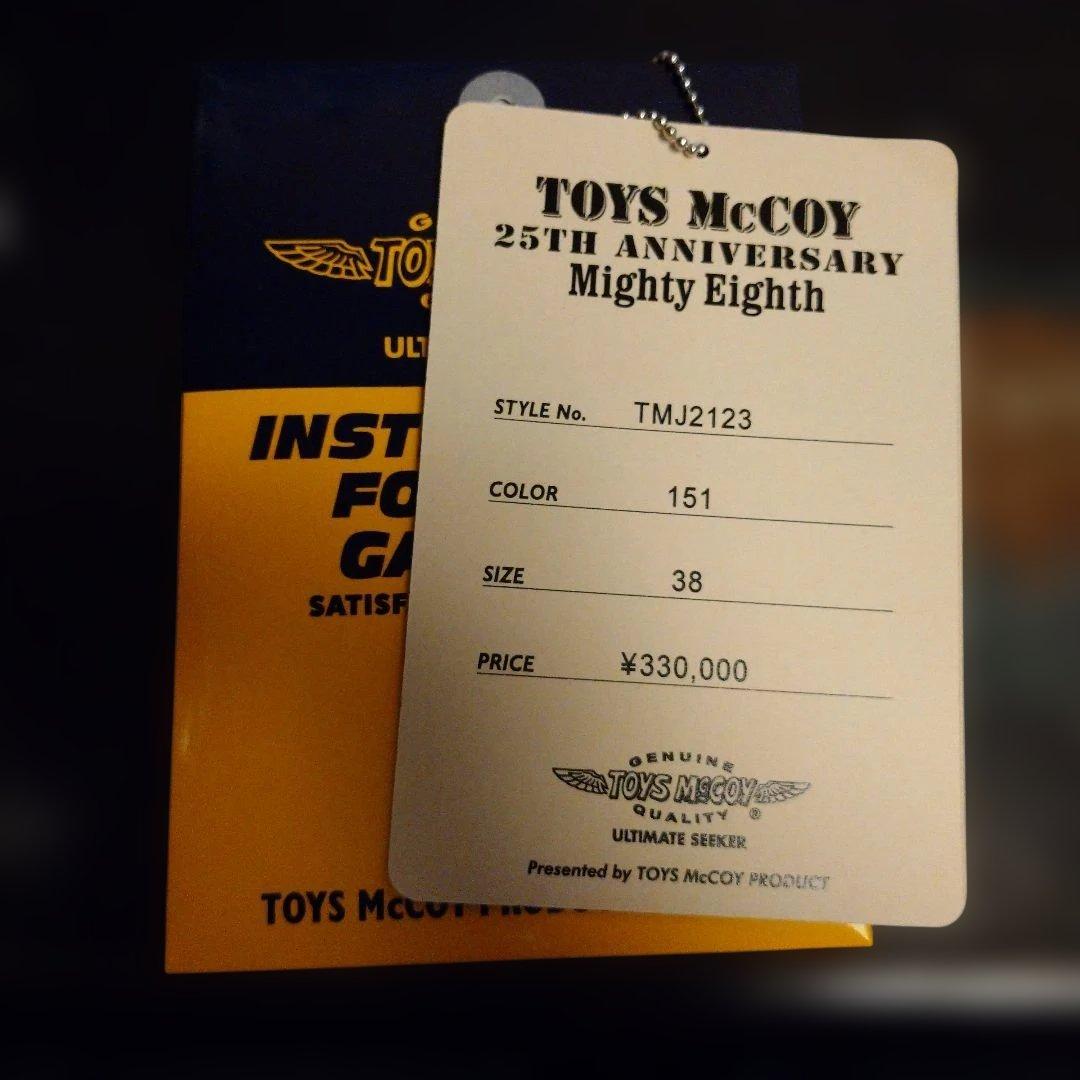 TOYS McCOY
25TH ANNIVERSARY
Mighty Eighth
STYLE No. TMJ2123
COLOR 151
SIZE 38
PRICE ¥330,000
GENUINE
TOYS McCOY
QUALITY ®
ULTIMATE SEEKER
Presented by TOYS McCOY PRODUCT
G
TO
ULT
INST
FO
GA
SATISF
TOYS McCOY